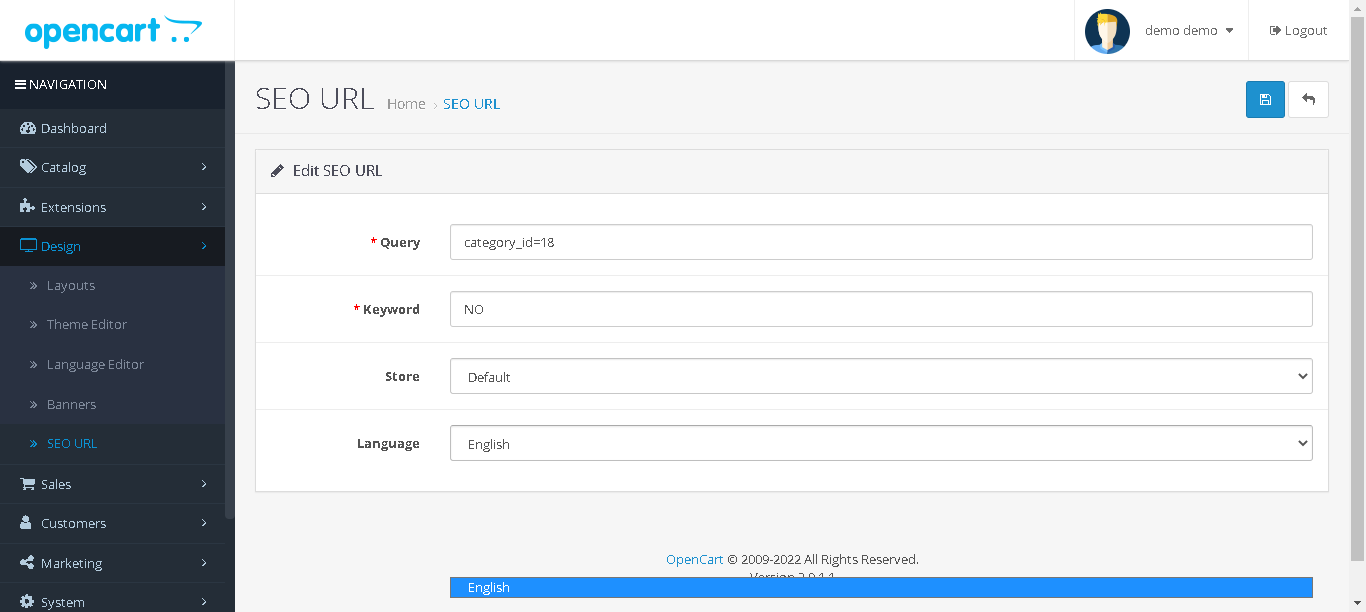 opencart
demo demo
Logout
NAVIGATION
Dashboard
Catalog
Extensions
Design
Layouts
Theme Editor
Language Editor
Banners
SEO URL
Sales
Customers
Marketing
System
SEO URL
Home › SEO URL
Edit SEO URL
* Query
category_id=18
* Keyword
NO
Store
Default
Language
English
OpenCart © 2009-2022 All Rights Reserved.
Version
English